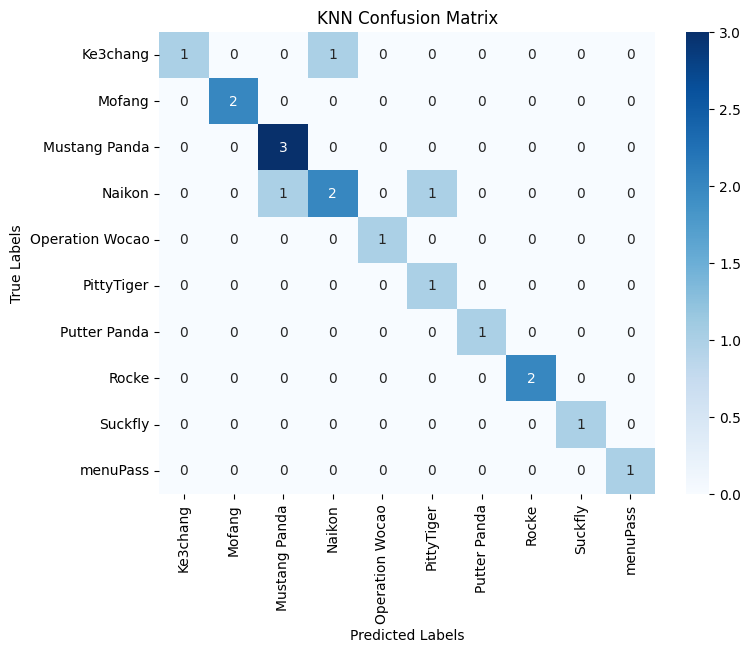 KNN Confusion Matrix
True Labels
Ke3chang 1 0 0 1 0 0 0 0 0 0
Mofang 0 2 0 0 0 0 0 0 0 0
Mustang Panda 0 0 3 0 0 0 0 0 0 0
Naikon 0 0 1 2 0 1 0 0 0 0
Operation Wocao 0 0 0 0 1 0 0 0 0 0
PittyTiger 0 0 0 0 0 1 0 0 0 0
Putter Panda 0 0 0 0 0 0 1 0 0 0
Rocke 0 0 0 0 0 0 0 2 0 0
Suckfly 0 0 0 0 0 0 0 0 1 0
menuPass 0 0 0 0 0 0 0 0 0 1
Ke3chang
Mofang
Mustang Panda
Naikon
Operation Wocao
PittyTiger
Putter Panda
Rocke
Suckfly
menuPass
Predicted Labels
3.0
2.5
2.0
1.5
1.0
0.5
0.0